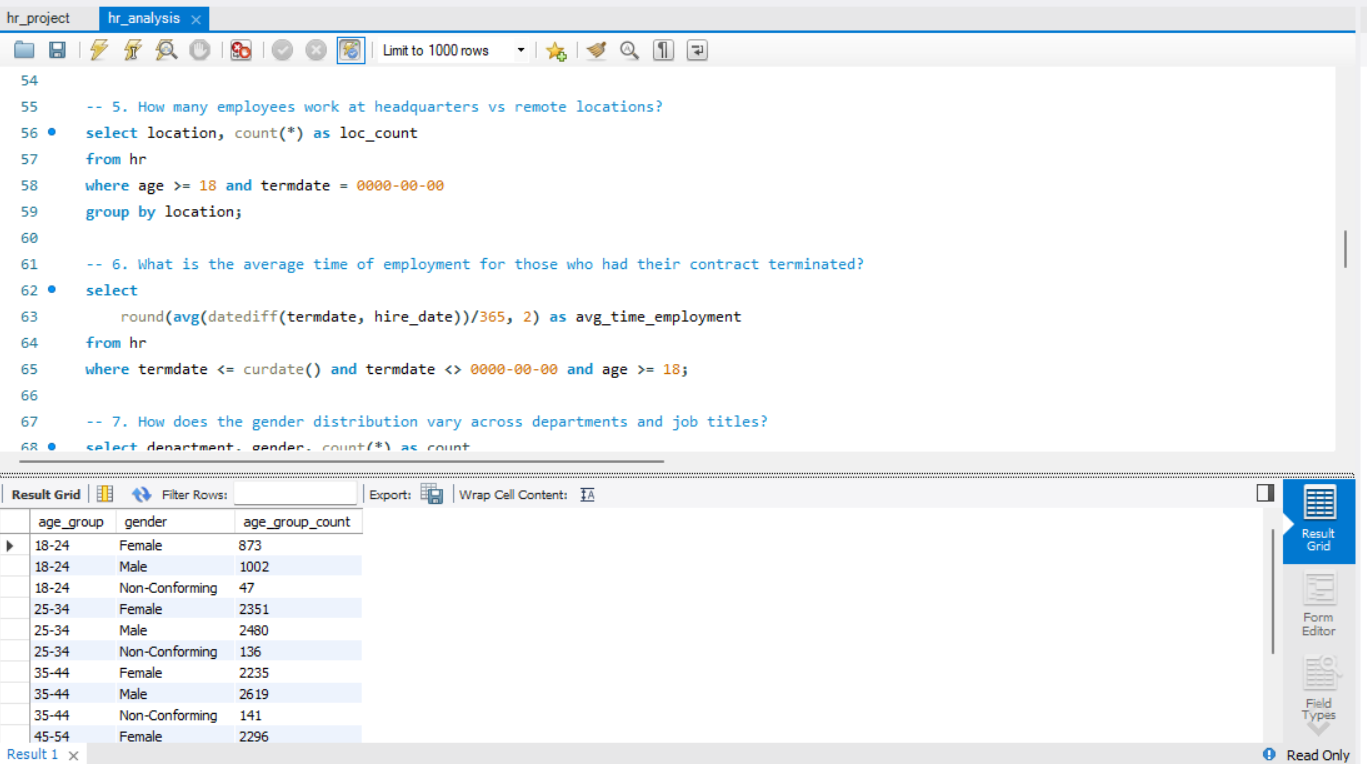 hr_project hr_analysis
Limit to 1000 rows
54
55 -- 5. How many employees work at headquarters vs remote locations?
56 select location, count(*) as loc_count
57 from hr
58 where age >= 18 and termdate = 0000-00-00
59 group by location;
60
61 -- 6. What is the average time of employment for those who had their contract terminated?
62 select
63 round(avg(datediff(termdate, hire_date))/365, 2) as avg_time_employment
64 from hr
65 where termdate <= curdate() and termdate <> 0000-00-00 and age >= 18;
66
67 -- 7. How does the gender distribution vary across departments and job titles?
68 select department, gender, count(*) as count
Result Grid Filter Rows: Export: Wrap Cell Content: IA
age_group gender age_group_count
18-24 Female 873
18-24 Male 1002
18-24 Non-Conforming 47
25-34 Female 2351
25-34 Male 2480
25-34 Non-Conforming 136
35-44 Female 2235
35-44 Male 2619
35-44 Non-Conforming 141
45-54 Female 2296
Result
Grid
Form
Editor
Field
Types
Result 1
Read Only